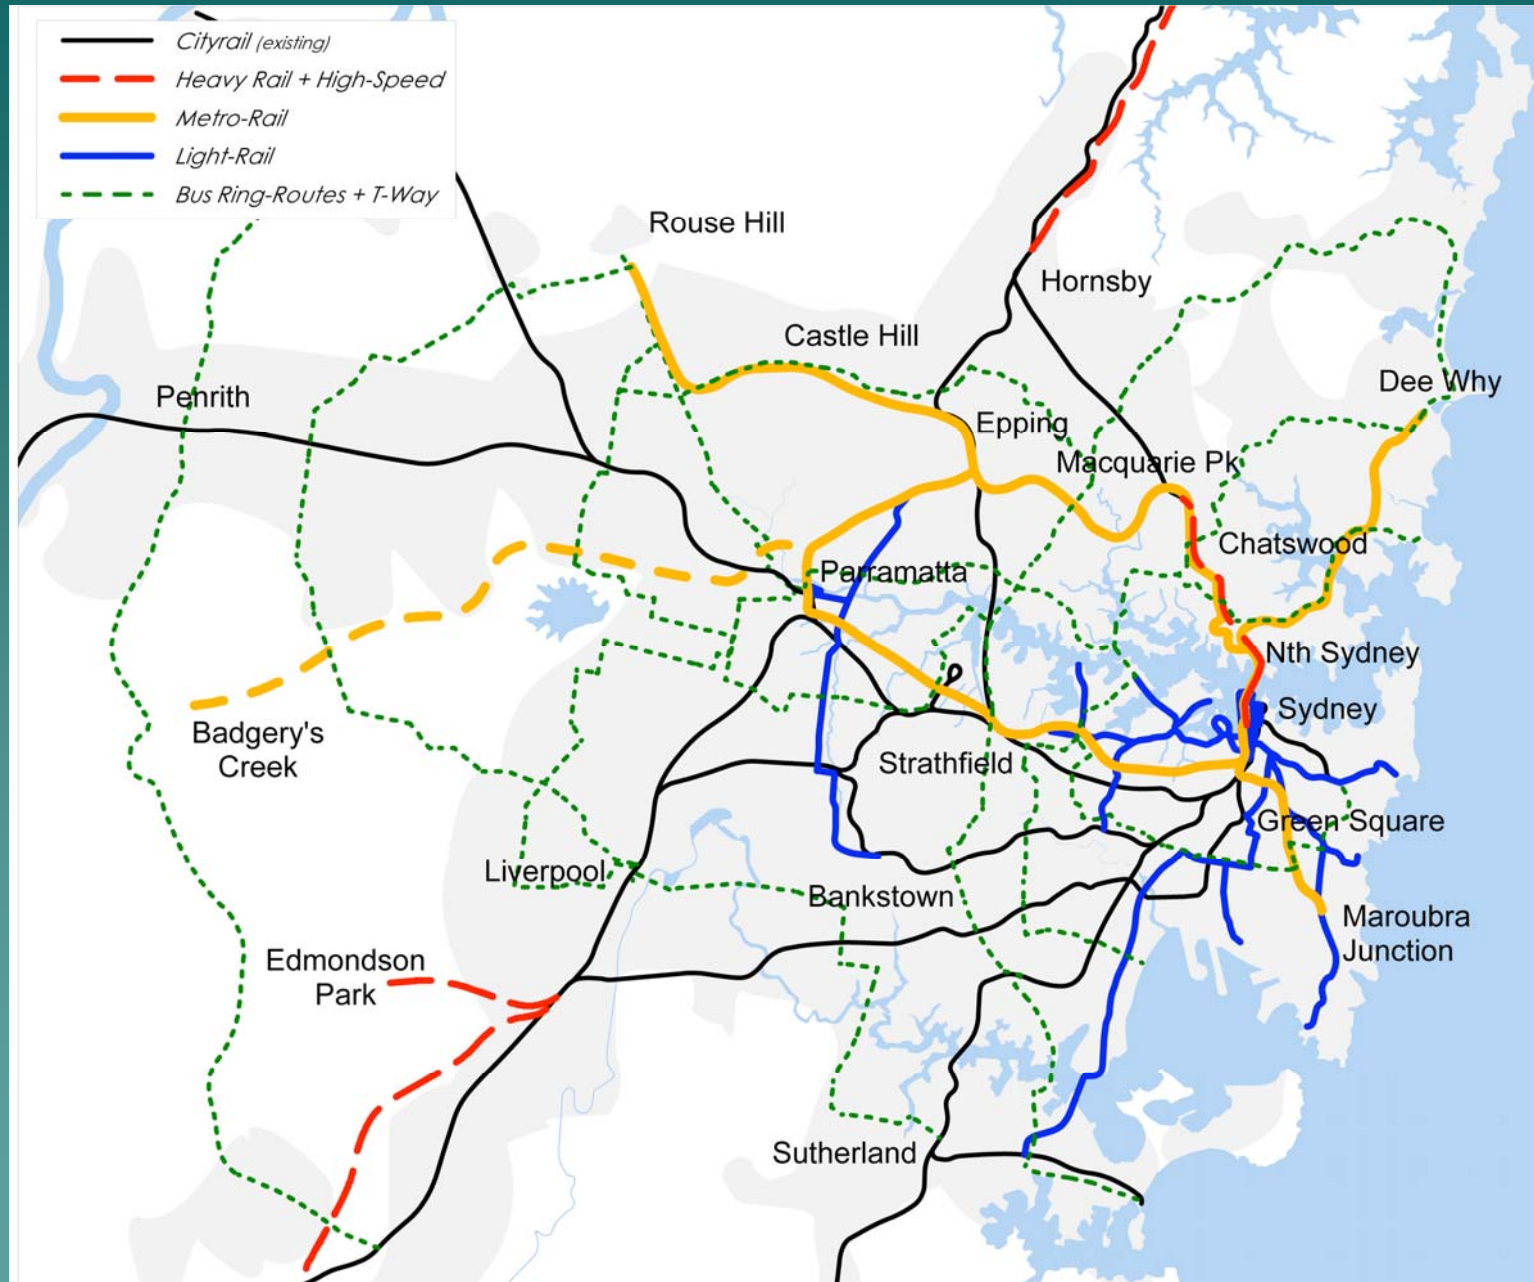 Cityrail (existing)
Heavy Rail + High-Speed
Metro-Rail
Light-Rail
Bus Ring-Routes + T-Way
Rouse Hill
Hornsby
Castle Hill
Dee Why
Penrith
Epping
Macquarie Pk
Chatswood
Parramatta
Nth Sydney
Sydney
Badgery's
Creek
Strathfield
Green Square
Liverpool
Bankstown
Maroubra
Junction
Edmondson
Park
Sutherland